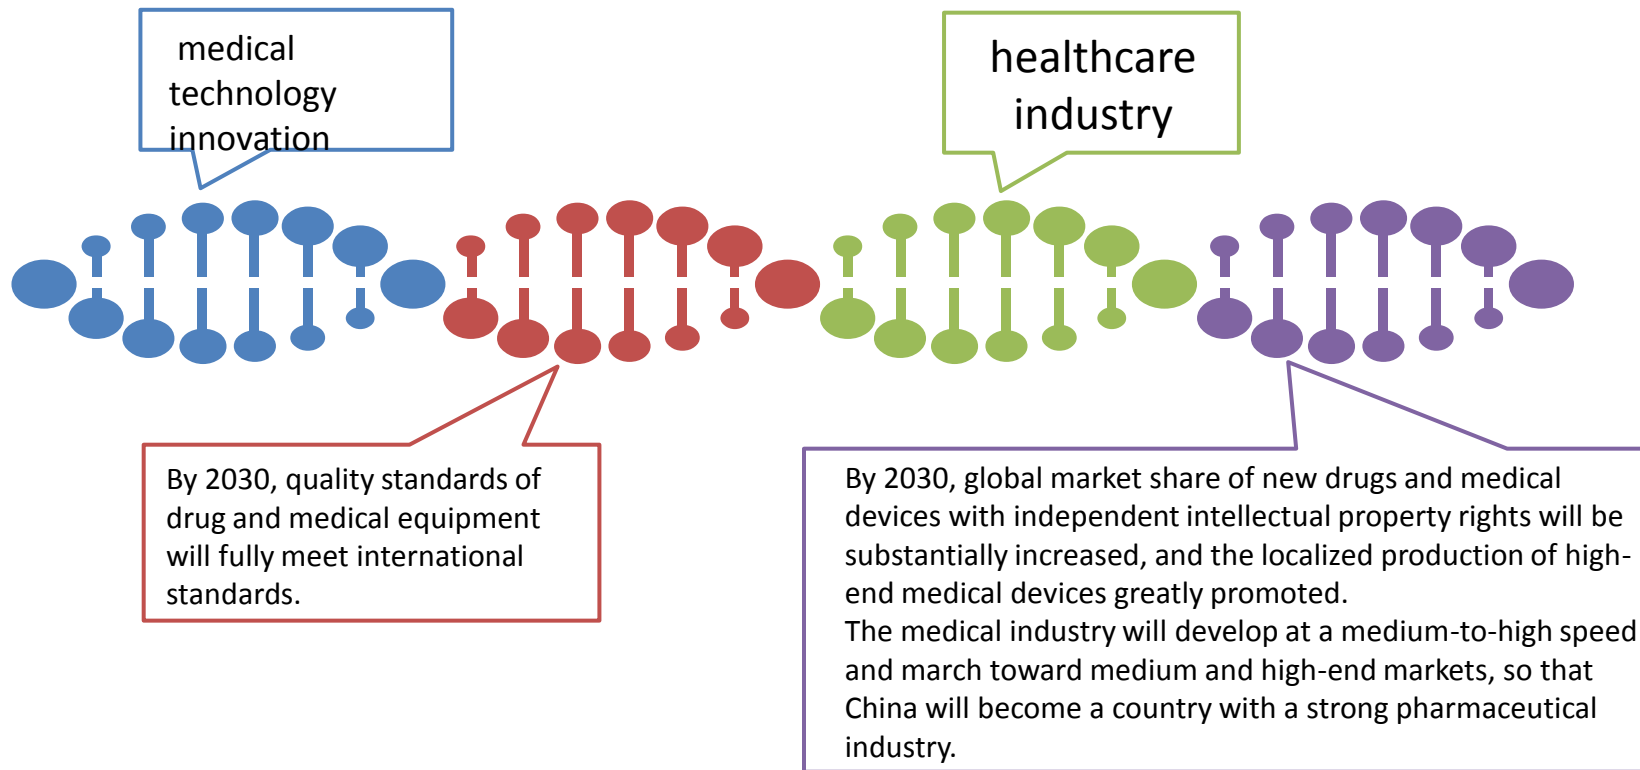 medical
technology
innovation
healthcare
industry
By 2030, quality standards of
drug and medical equipment
will fully meet international
standards.
By 2030, global market share of new drugs and medical
devices with independent intellectual property rights will be
substantially increased, and the localized production of high-
end medical devices greatly promoted.
The medical industry will develop at a medium-to-high speed
and march toward medium and high-end markets, so that
China will become a country with a strong pharmaceutical
industry.